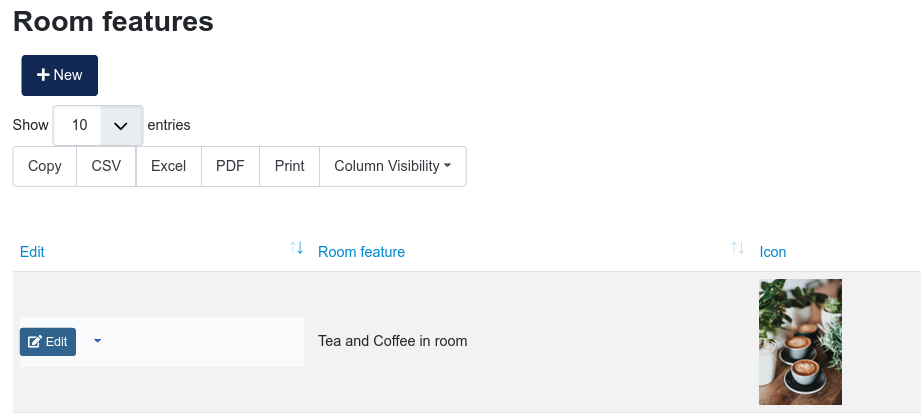 Room features
New
Show 10 entries
Copy CSV Excel PDF Print Column Visibility
Edit Room feature Icon
Edit Tea and Coffee in room